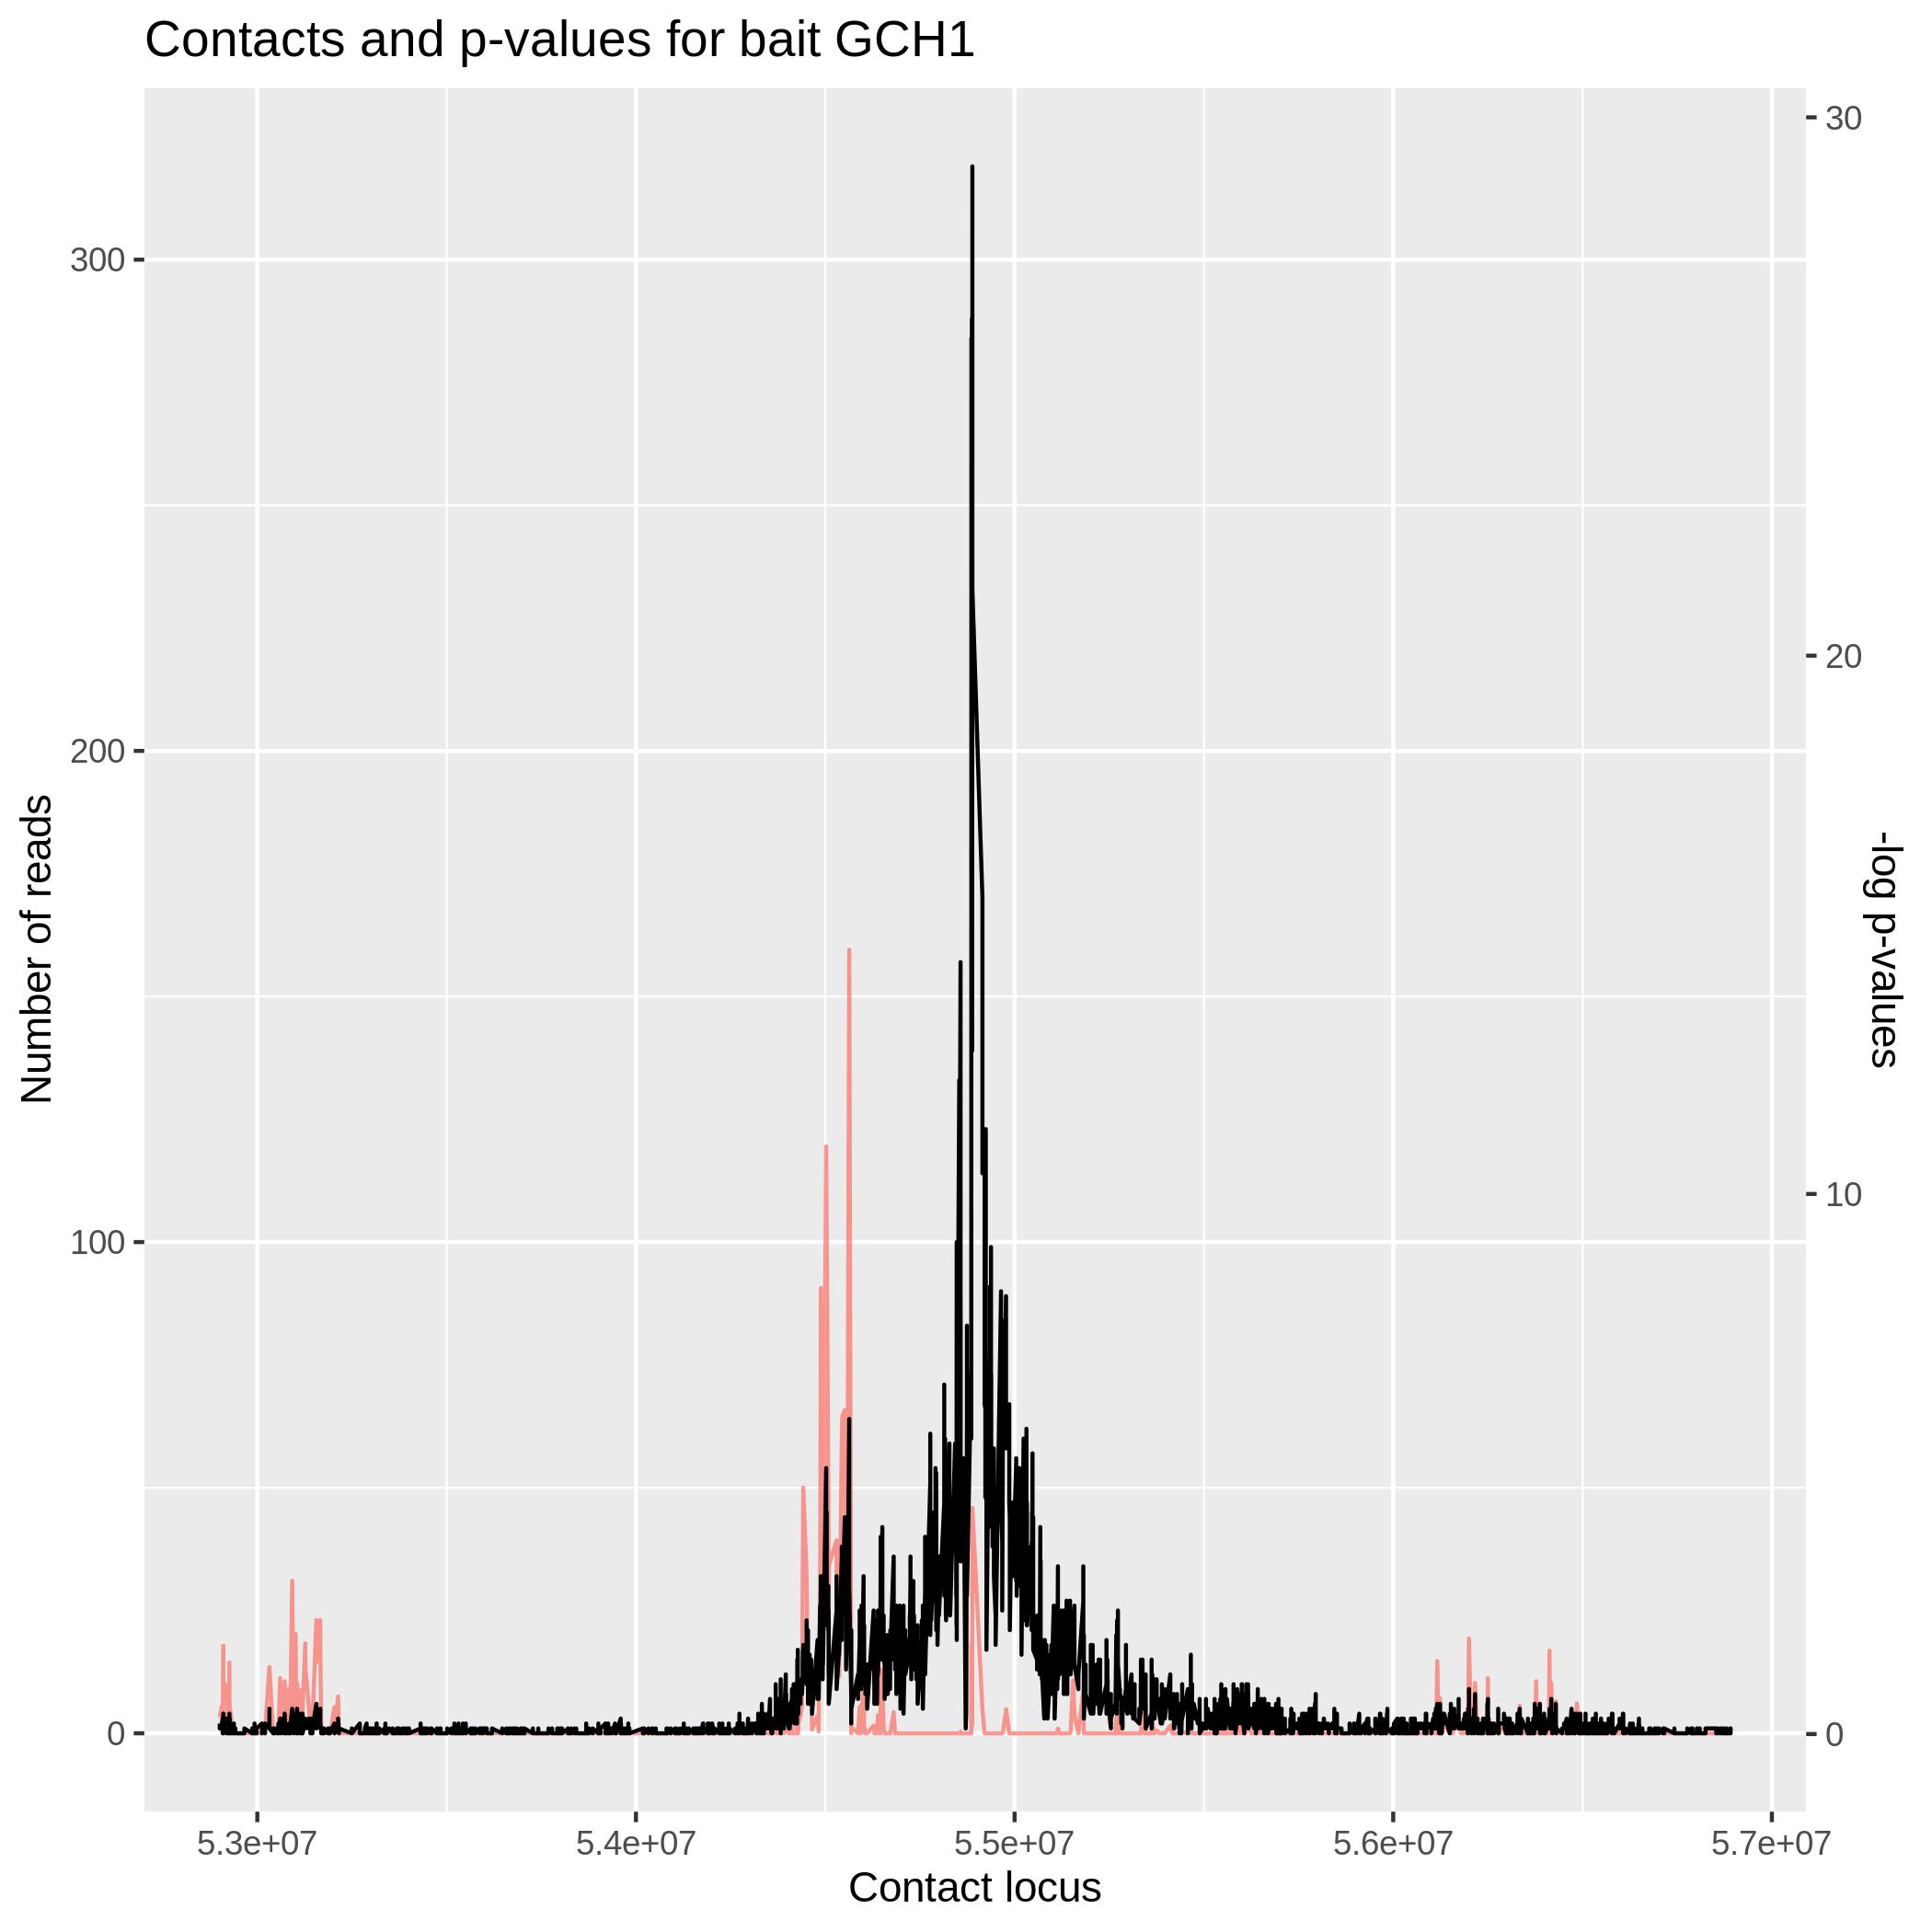 Contacts and p-values for bait GCH1
Number of reads
300
200
100
0
30
20
10
0
-log p-values
5.3e+07
5.4e+07
5.5e+07
5.6e+07
5.7e+07
Contact locus